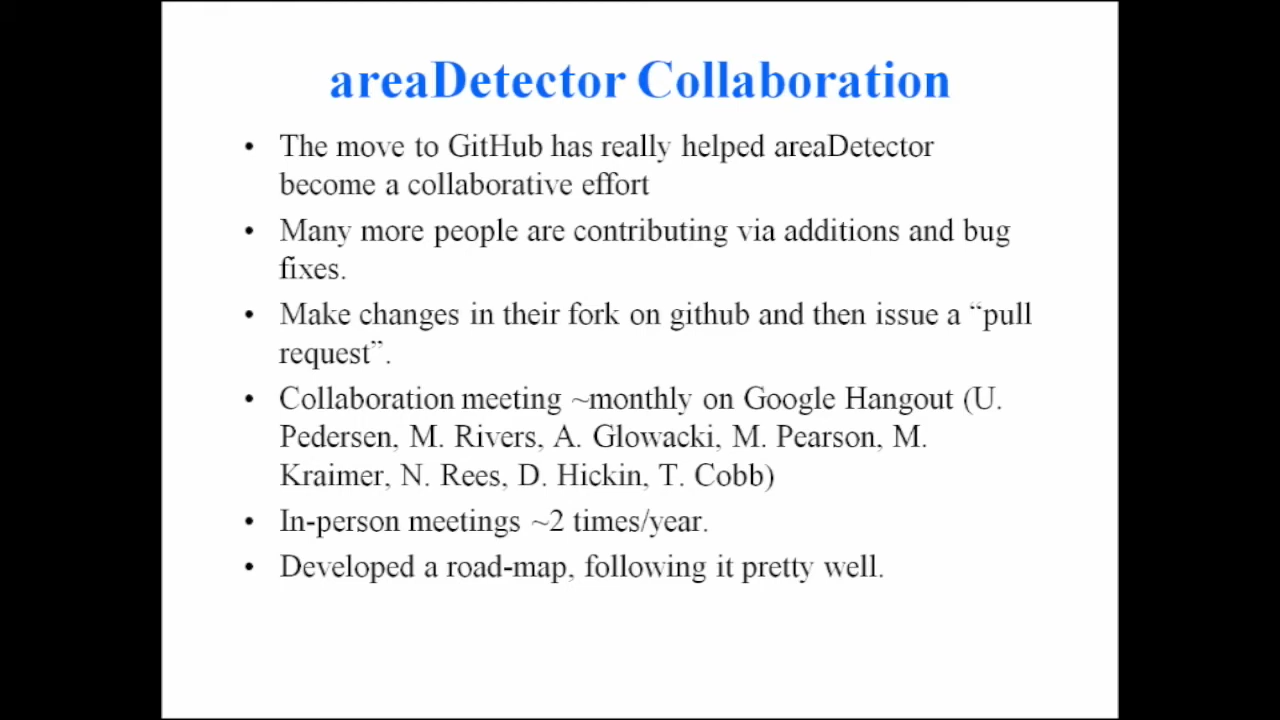 areaDetector Collaboration
• The move to GitHub has really helped areaDetector
become a collaborative effort
• Many more people are contributing via additions and bug
fixes.
• Make changes in their fork on github and then issue a “pull
request”.
• Collaboration meeting ~monthly on Google Hangout (U.
Pedersen, M. Rivers, A. Glowacki, M. Pearson, M.
Kraimer, N. Rees, D. Hickin, T. Cobb)
• In-person meetings ~2 times/year.
• Developed a road-map, following it pretty well.